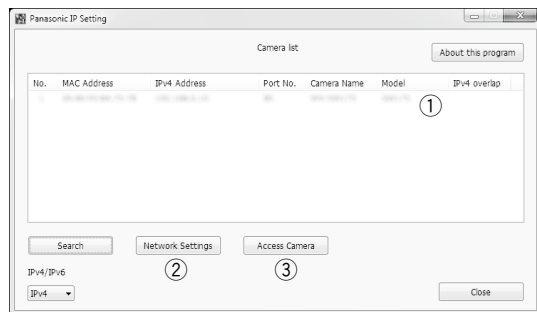 Panasonic IP Setting
Camera list
About this program
No. MAC Address IPv4 Address Port No. Camera Name Model IPv4 overlap
①
Search Network Settings Access Camera
② ③
IPv4/IPv6
IPv4 Close